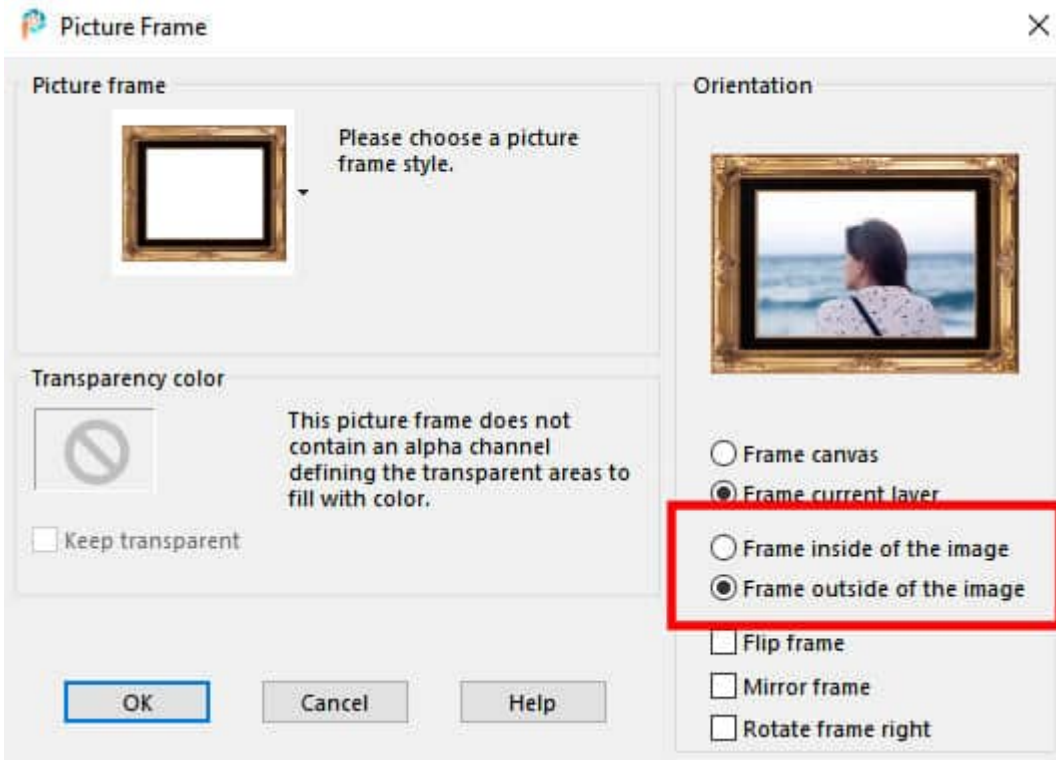 Picture Frame
Picture frame
Please choose a picture
frame style.
Transparency color
This picture frame does not
contain an alpha channel
defining the transparent areas to
fill with color.
Keep transparent
OK
Cancel
Help
Orientation
Frame canvas
Frame current layer
Frame inside of the image
Frame outside of the image
Flip frame
Mirror frame
Rotate frame right